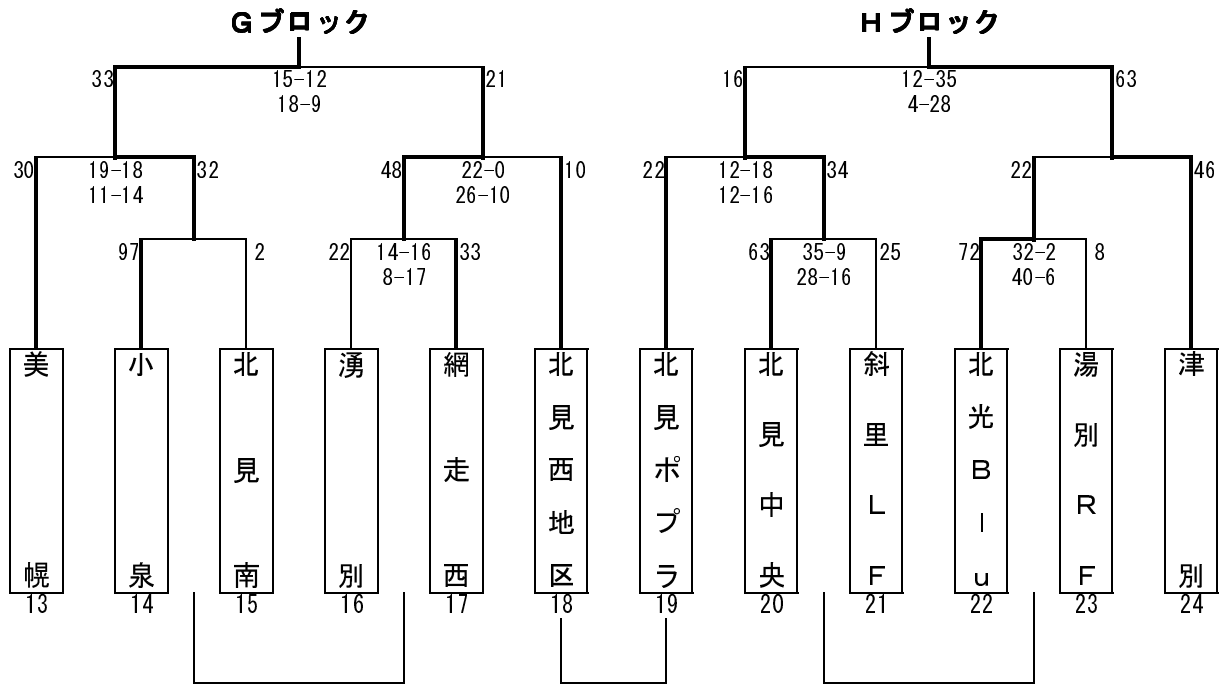 Gブロック Hブロック
33 15-12 21 16 12-35 63
18-9 4-28
30 19-18 32 48 22-0 10 22 12-18 34 22 46
11-14 26-10 12-16
97 2 22 14-16 33 63 35-9 25 72 32-2 8
8-17 28-16 40-6
美幌
小泉
北見南
湧別
網走西
北見西地区
北見ポプラ
北見中央
斜里LF
北光Blu
湯別RF
津別
13 14 15 16 17 18 19 20 21 22 23 24